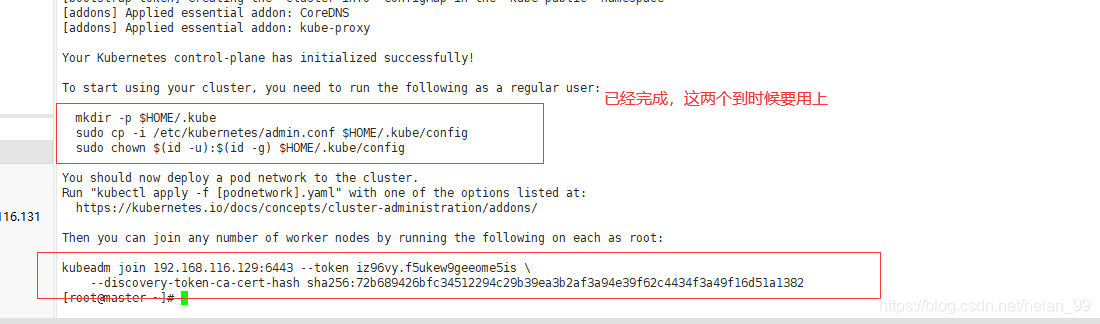 [bootstrap-token] Creating the "cluster-info" ConfigMap in the "kube-public" namespace
[addons] Applied essential addon: CoreDNS
[addons] Applied essential addon: kube-proxy
Your Kubernetes control-plane has initialized successfully!
To start using your cluster, you need to run the following as a regular user:
已经完成，这两个到时候要用上
mkdir -p $HOME/.kube
sudo cp -i /etc/kubernetes/admin.conf $HOME/.kube/config
sudo chown $(id -u):$(id -g) $HOME/.kube/config
You should now deploy a pod network to the cluster.
Run "kubectl apply -f [podnetwork].yaml" with one of the options listed at:
https://kubernetes.io/docs/concepts/cluster-administration/addons/
116.131
Then you can join any number of worker nodes by running the following on each as root:
kubeadm join 192.168.116.129:6443 --token iz96vy.f5ukew9geeome5is \
--discovery-token-ca-cert-hash sha256:72b689426bfc34512294c29b39ea3b2af3a94e39f62c4434f3a49f16d51a1382
[root@master ~]#
https://blog.csdn.net/helan_99